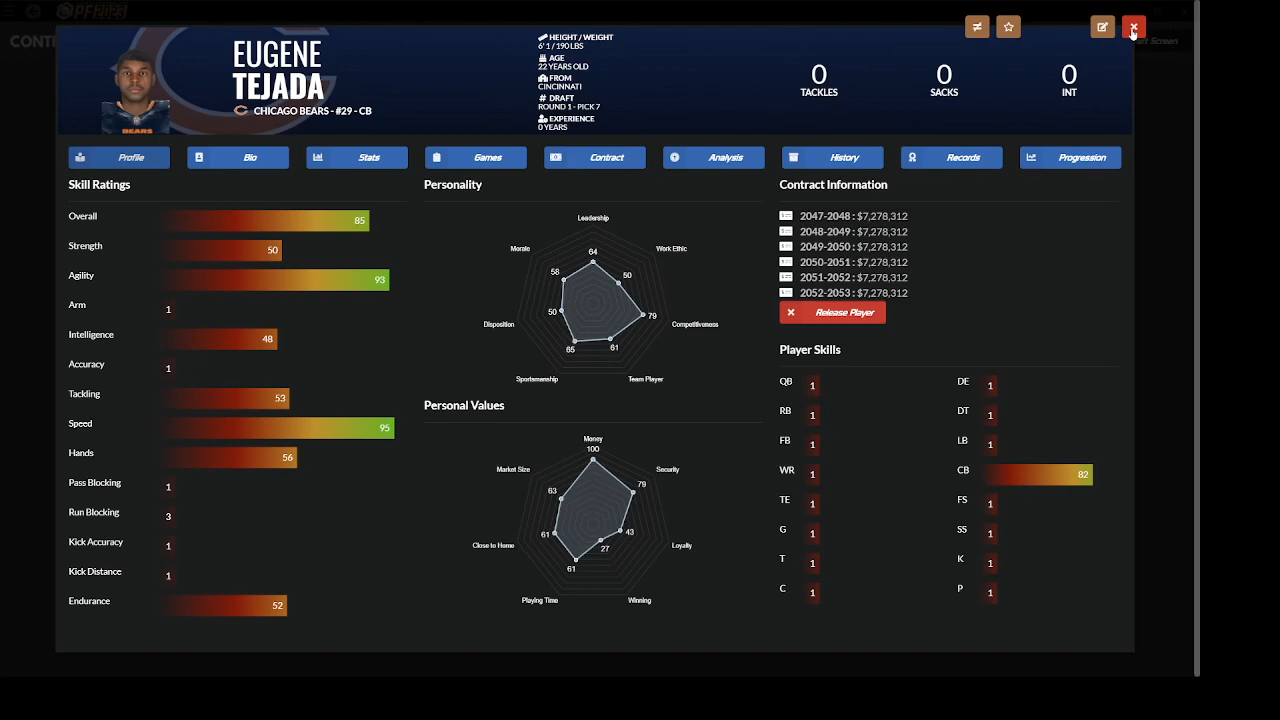 PF2023
EUGENE
TEJADA
CHICAGO BEARS - #29 - CB
BEARS
HEIGHT / WEIGHT
6' 1 / 190 LBS
AGE
22 YEARS OLD
FROM
CINCINNATI
DRAFT
ROUND 1 - PICK 7
EXPERIENCE
0 YEARS
0
TACKLES
0
SACKS
0
INT
Profile
Bio
Stats
Games
Contract
Analysis
History
Records
Progression
Skill Ratings
Overall 85
Strength 50
Agility 93
Arm 1
Intelligence 48
Accuracy 1
Tackling 53
Speed 95
Hands 56
Pass Blocking 1
Run Blocking 3
Kick Accuracy 1
Kick Distance 1
Endurance 52
Personality
Leadership
64
Morale
58
Work Ethic
50
Disposition
50
Competitiveness
79
Sportsmanship
65
Team Player
61
Personal Values
Money
100
Market Size
63
Security
79
Close to Home
61
Loyalty
43
Playing Time
61
Winning
27
Contract Information
2047-2048 : $7,278,312
2048-2049 : $7,278,312
2049-2050 : $7,278,312
2050-2051 : $7,278,312
2051-2052 : $7,278,312
2052-2053 : $7,278,312
Release Player
Player Skills
QB 1
RB 1
FB 1
WR 1
TE 1
G 1
T 1
C 1
DE 1
DT 1
LB 1
CB 82
FS 1
SS 1
K 1
P 1